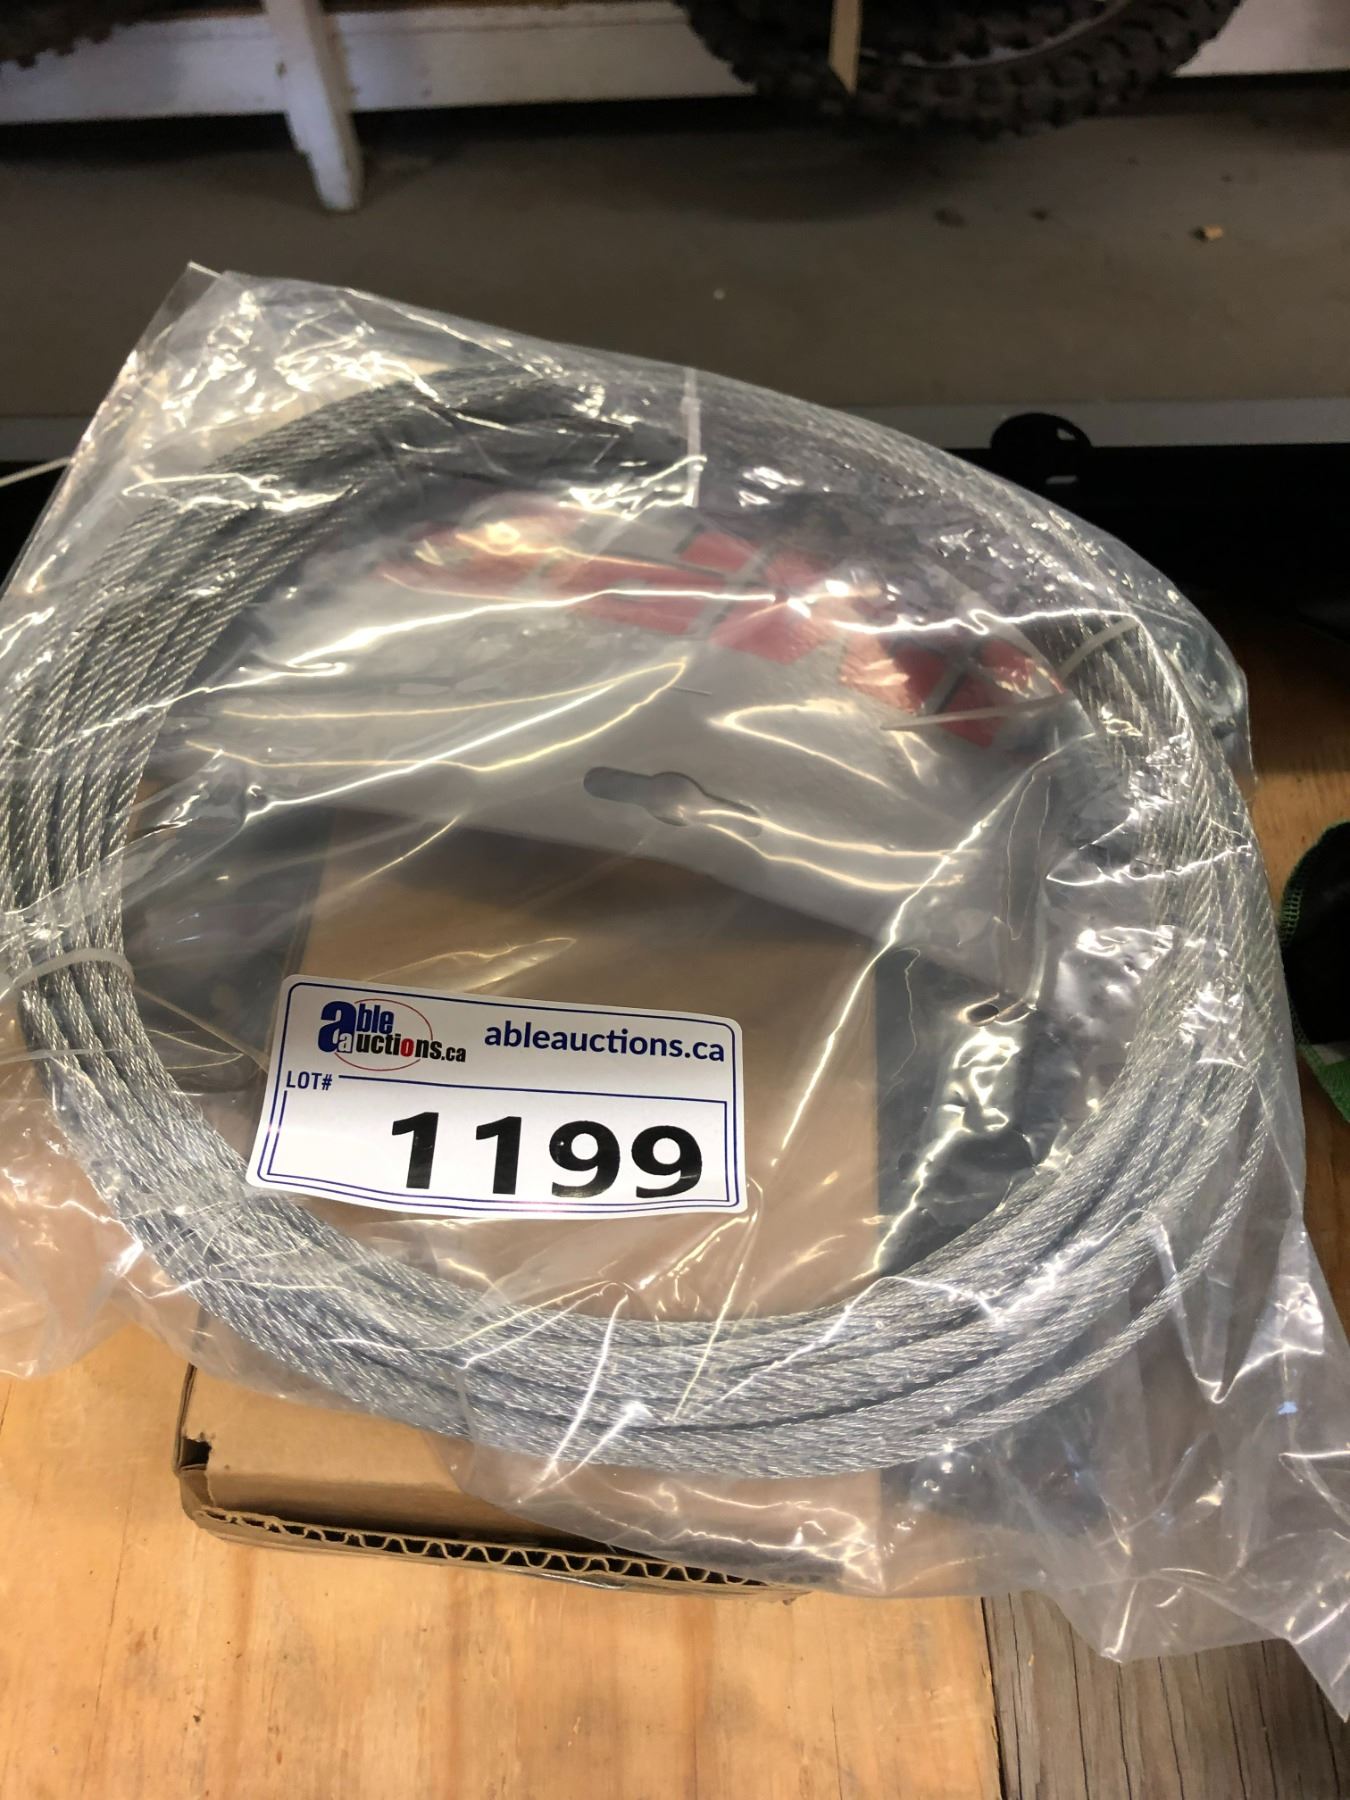 able auctions.ca
ableauctions.ca
LOT#
1199